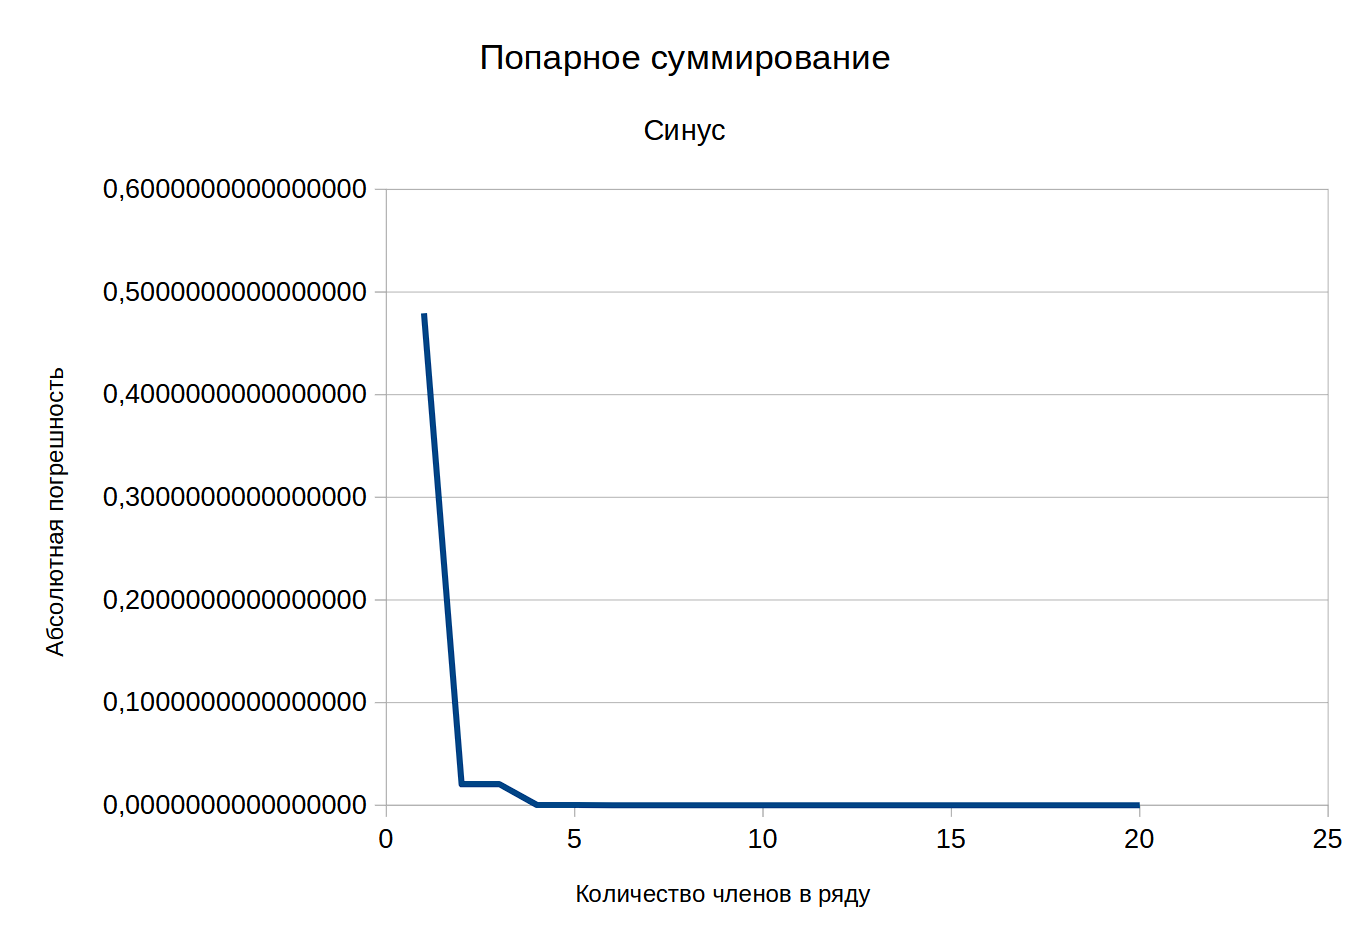 Попарное суммирование
Синус
0,6000000000000000
0,5000000000000000
0,4000000000000000
0,3000000000000000
0,2000000000000000
0,1000000000000000
0,0000000000000000
Абсолютная погрешность
0 5 10 15 20 25
Количество членов в ряду